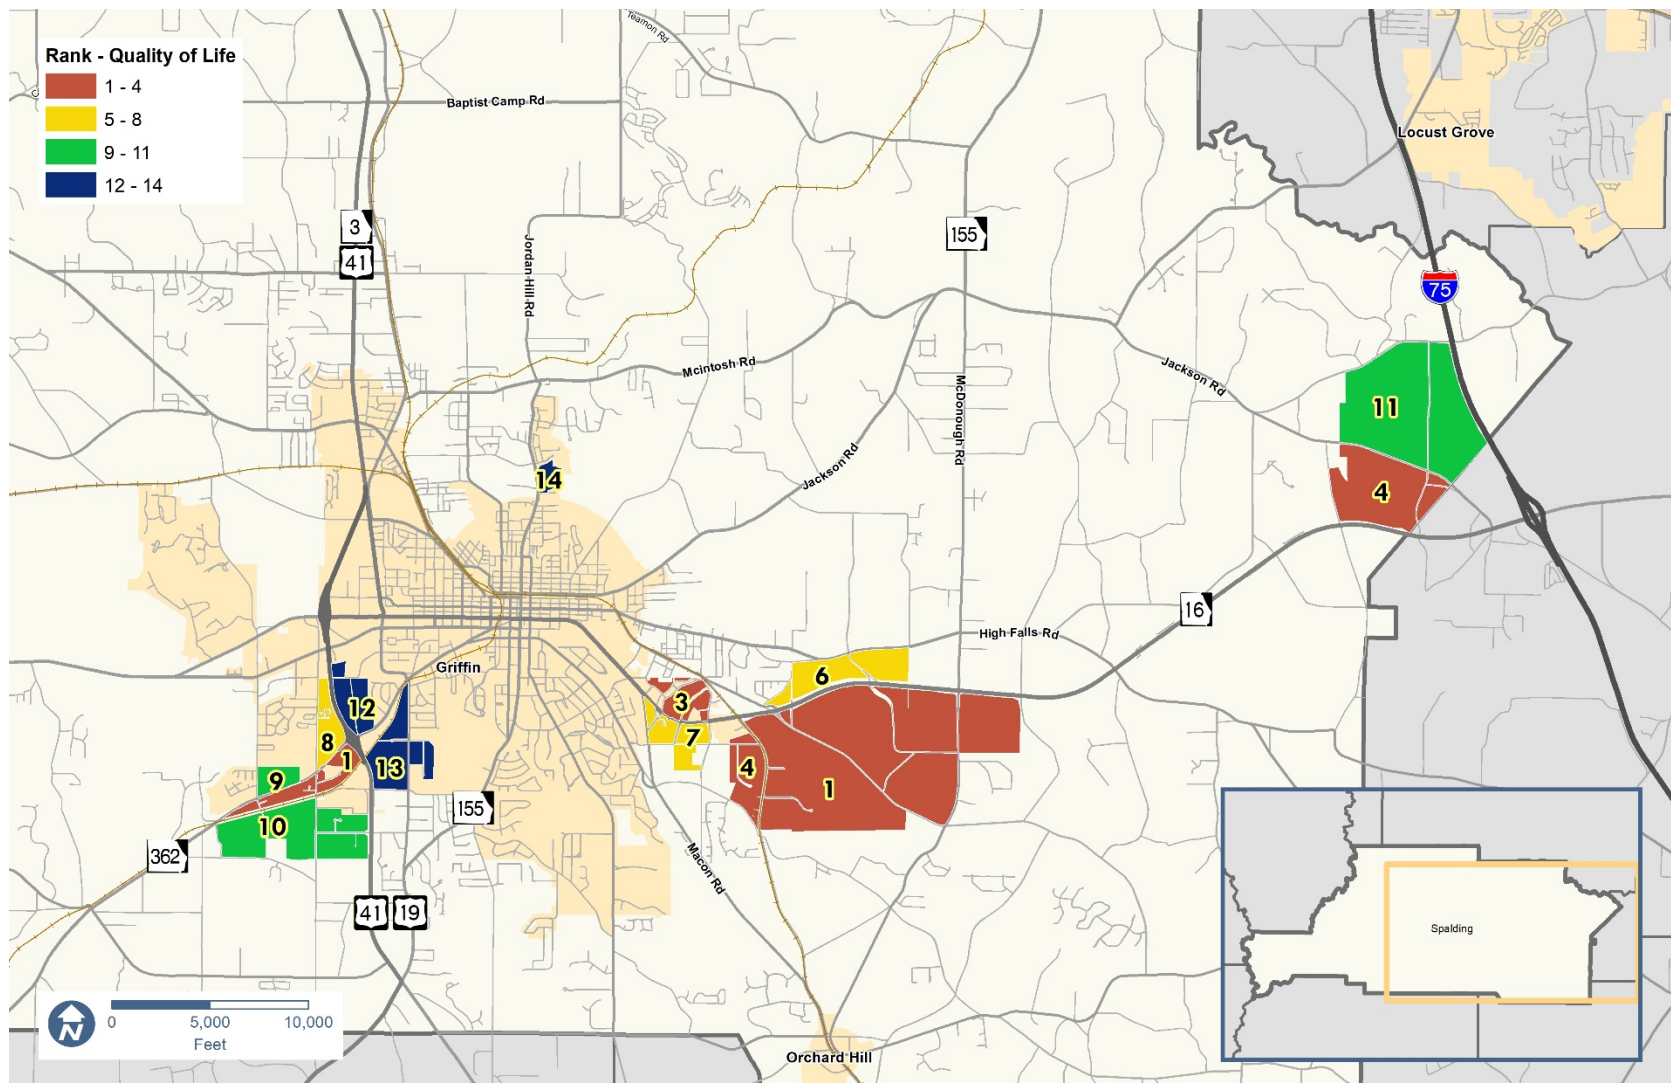 Teamon Rd
Rank - Quality of Life
1 - 4
5 - 8
9 - 11
12 - 14
Baptist Camp Rd
Locust Grove
3
41
155
Jordan Hill Rd
75
Mcintosh Rd
Jackson Rd
McDonough Rd
11
Jackson Rd
14
4
16
High Falls Rd
Griffin
6
3
12
7
8
1
13
4
9
1
10
155
362
Macon Rd
41
19
Spalding
N
0
5,000
10,000
Feet
Orchard Hill